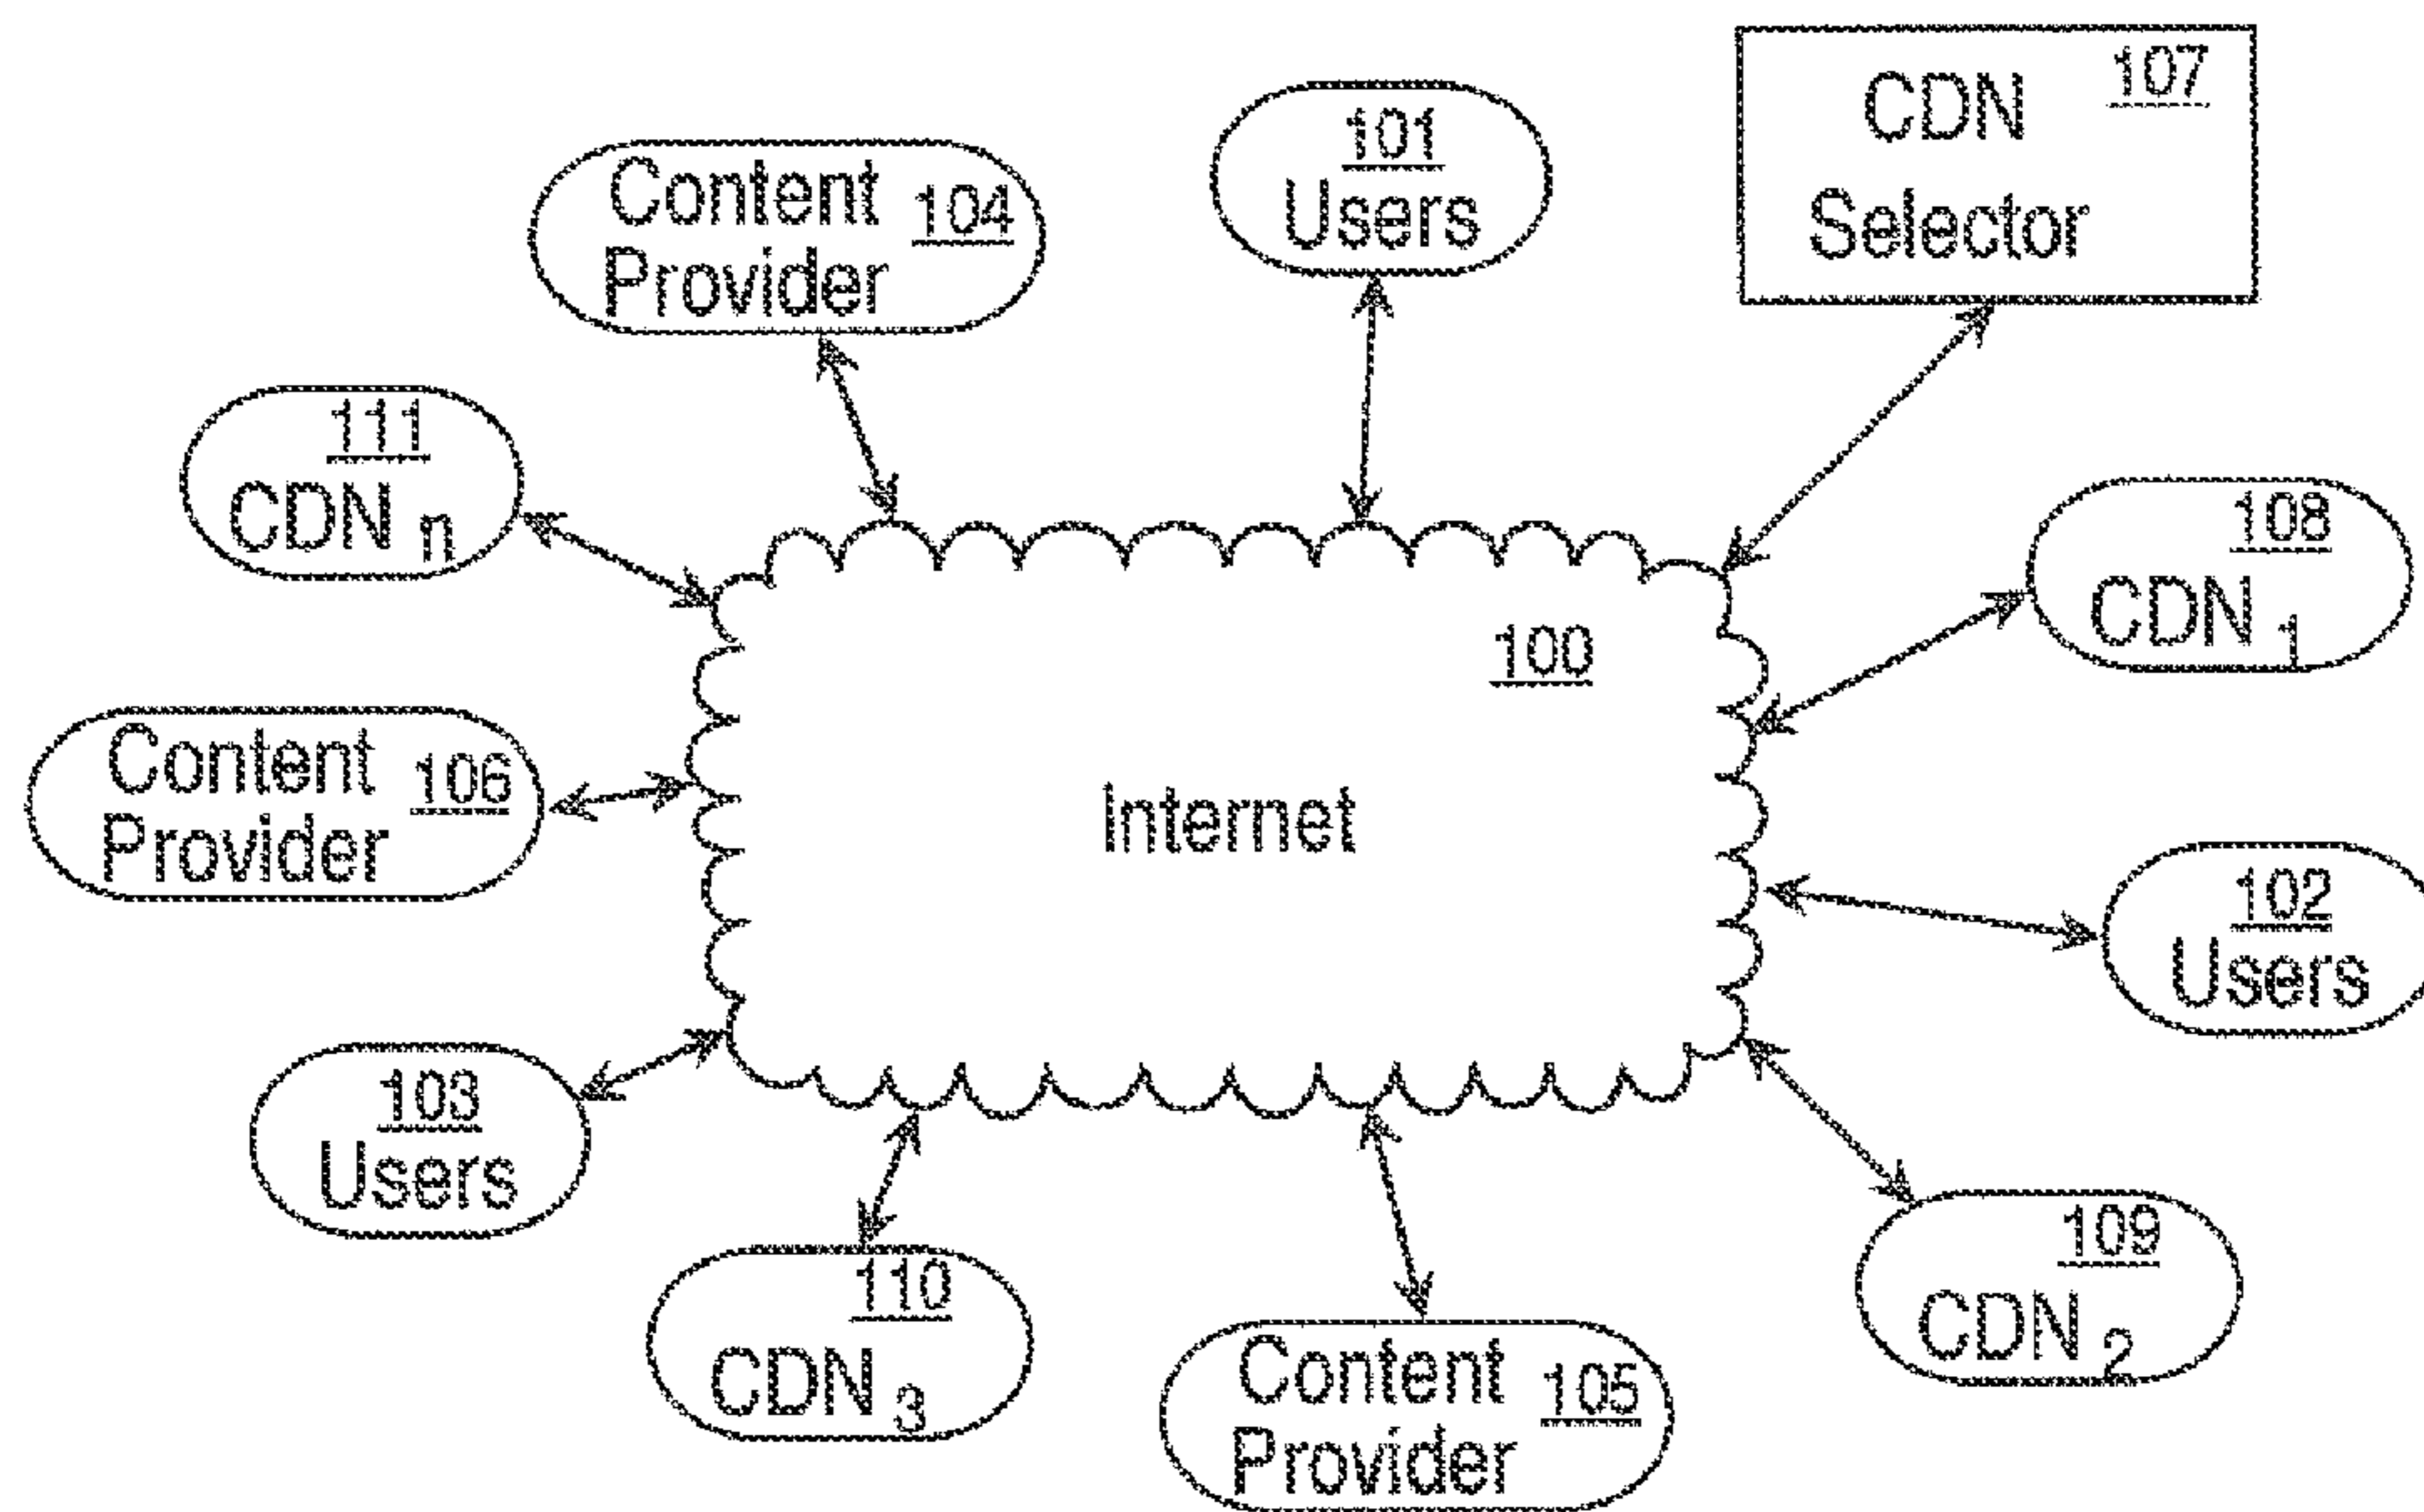 107
CDN
Selector
101
Users
Content 104
Provider
111
CDN n
108
CDN 1
100
Internet
Content 106
Provider
102
Users
103
Users
109
CDN 2
110
CDN 3
Content 105
Provider